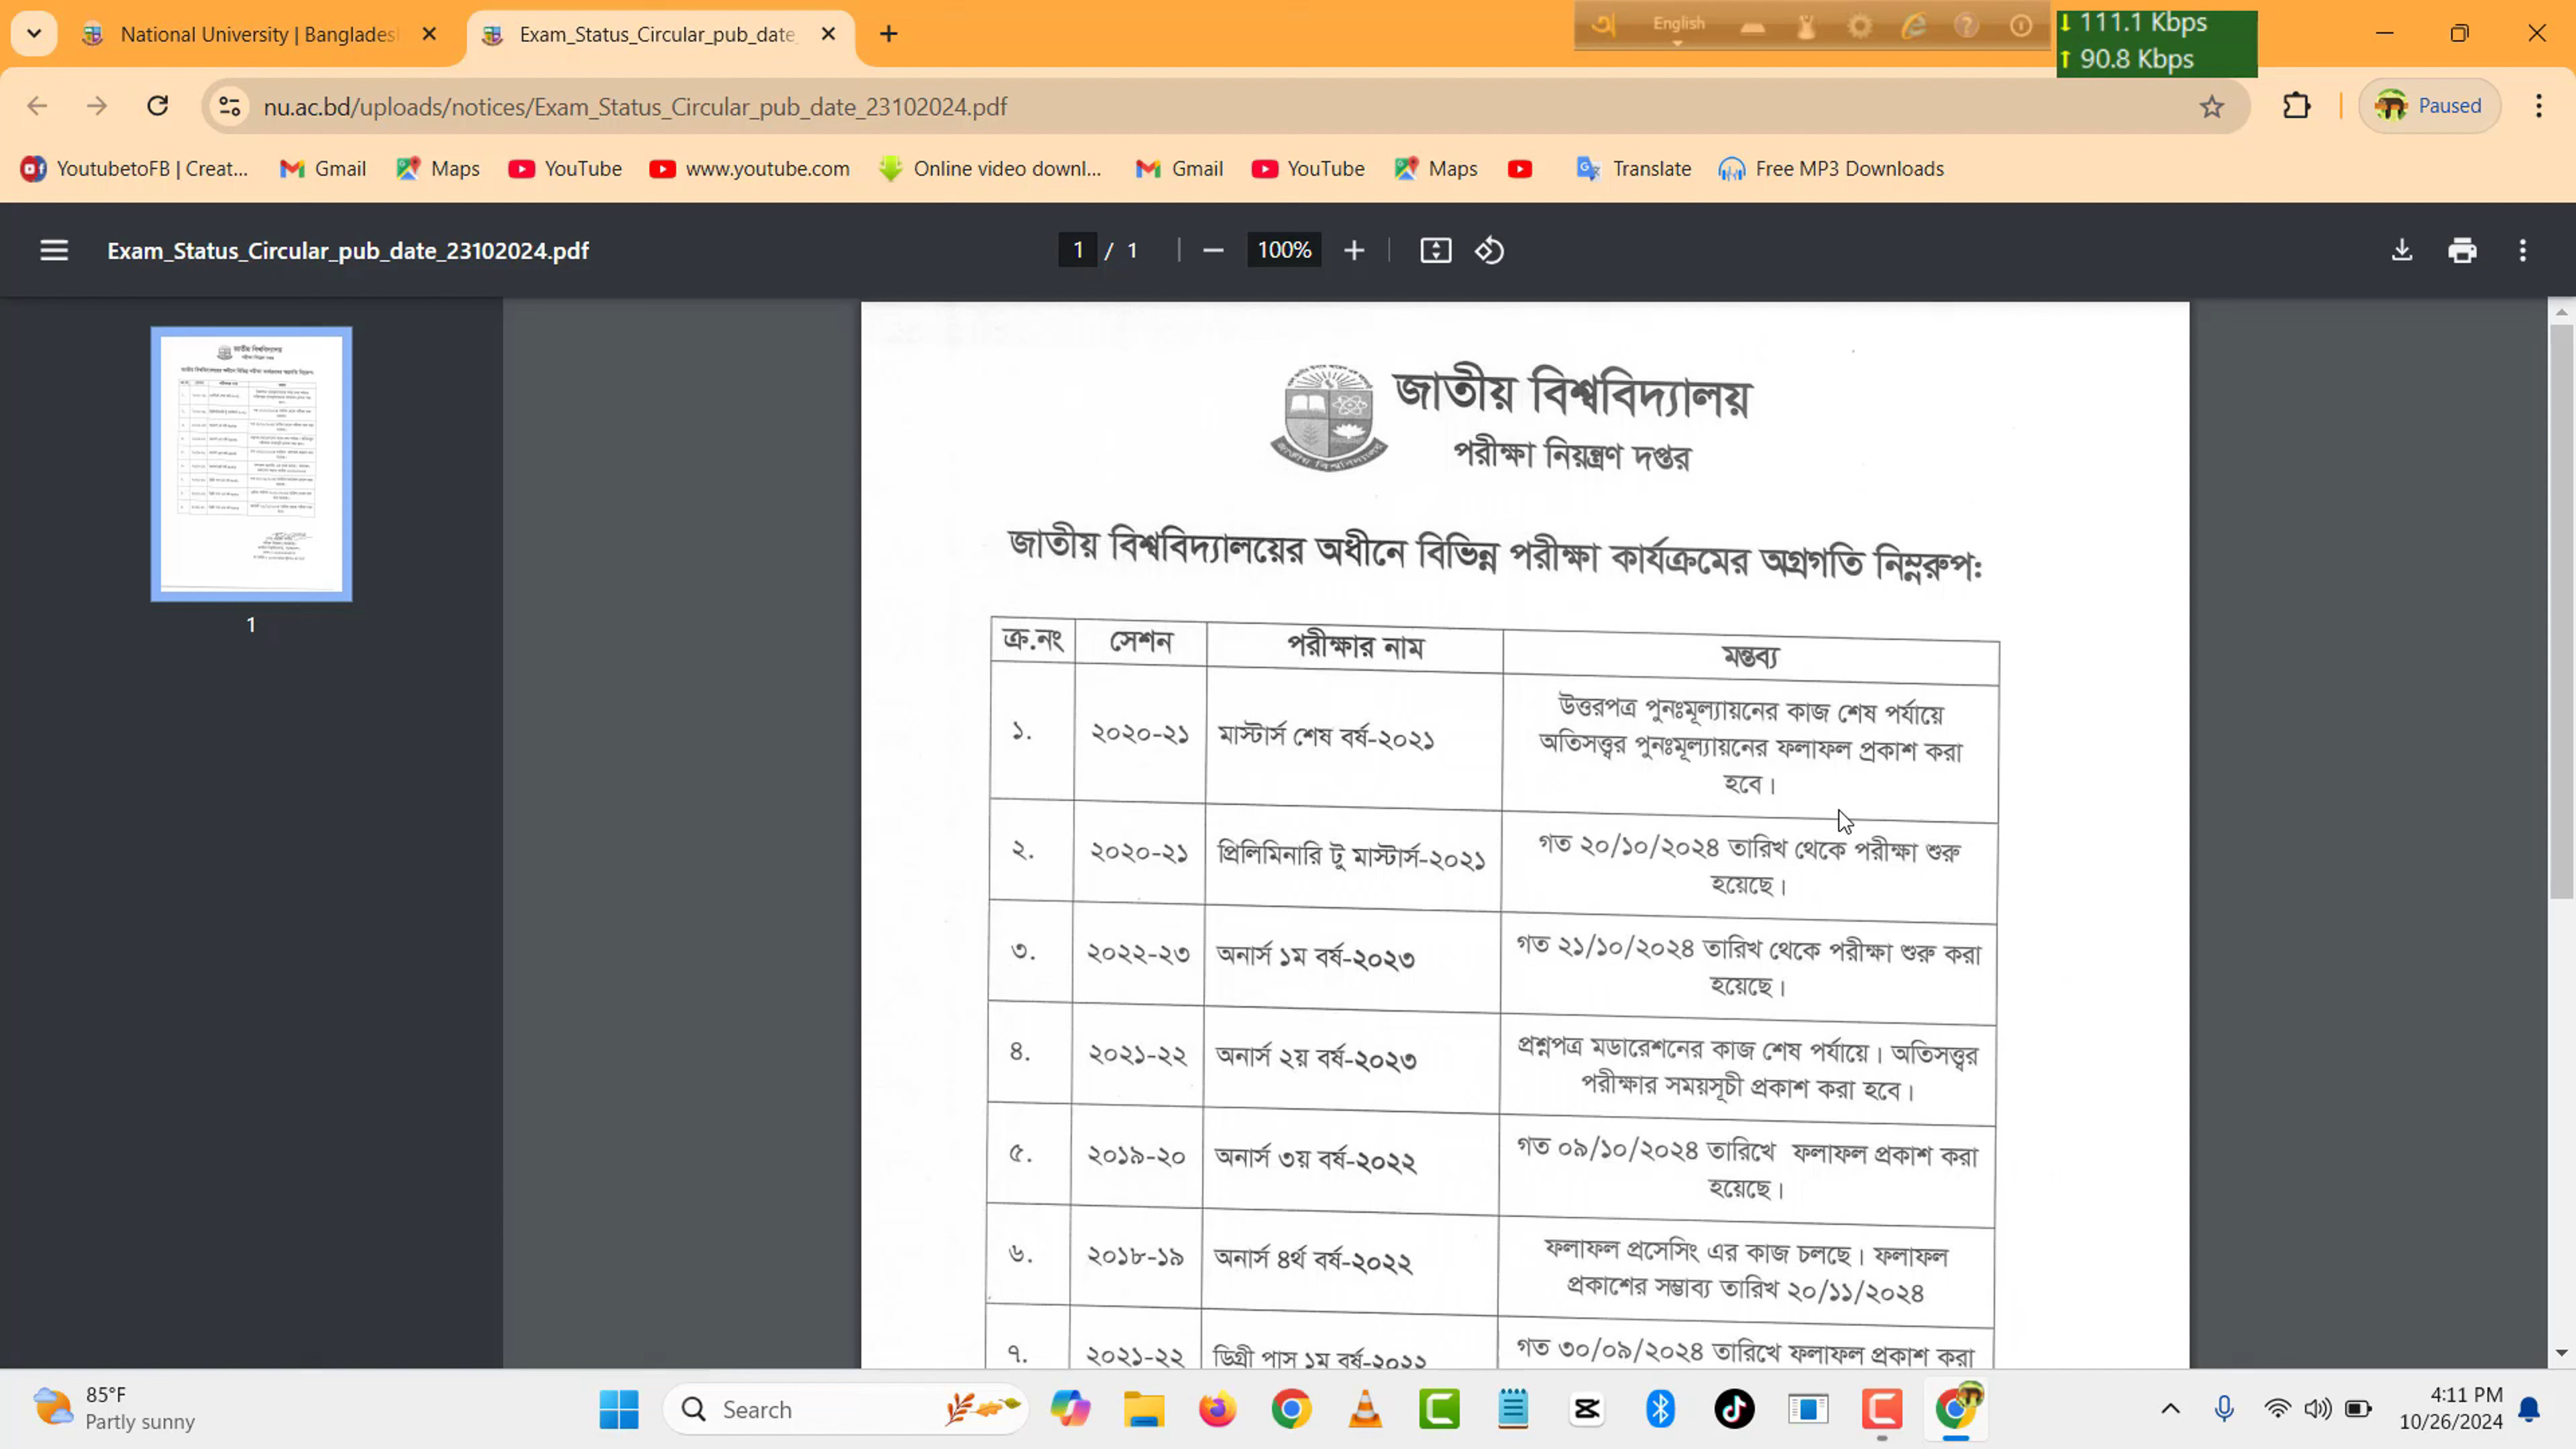 National University | Banglades
Exam_Status_Circular_pub_date_
English
111.1 Kbps
90.8 Kbps
nu.ac.bd/uploads/notices/Exam_Status_Circular_pub_date_23102024.pdf
Paused
YoutubetoFB | Creat...
Gmail
Maps
YouTube
www.youtube.com
Online video downl...
Gmail
YouTube
Maps
Translate
Free MP3 Downloads
Exam_Status_Circular_pub_date_23102024.pdf
1 / 1
100%
1
জাতীয় বিশ্ববিদ্যালয়
পরীক্ষা নিয়ন্ত্রণ দপ্তর
জাতীয় বিশ্ববিদ্যালয়ের অধীনে বিভিন্ন পরীক্ষা কার্যক্রমের অগ্রগতি নিম্নরুপ:
ক্র.নং সেশন পরীক্ষার নাম মন্তব্য
১. ২০২০-২১ মাস্টার্স শেষ বর্ষ-২০২১ উত্তরপত্র পুনঃমূল্যায়নের কাজ শেষ পর্যায়ে
অতিসত্ত্বর পুনঃমূল্যায়নের ফলাফল প্রকাশ করা
হবে।
২. ২০২০-২১ প্রিলিমিনারি টু মাস্টার্স-২০২১ গত ২০/১০/২০২৪ তারিখ থেকে পরীক্ষা শুরু
হয়েছে।
৩. ২০২২-২৩ অনার্স ১ম বর্ষ-২০২৩ গত ২১/১০/২০২৪ তারিখ থেকে পরীক্ষা শুরু করা
হয়েছে।
৪. ২০২১-২২ অনার্স ২য় বর্ষ-২০২৩ প্রশ্নপত্র মডারেশনের কাজ শেষ পর্যায়ে। অতিসত্ত্বর
পরীক্ষার সময়সূচী প্রকাশ করা হবে।
৫. ২০১৯-২০ অনার্স ৩য় বর্ষ-২০২২ গত ০৯/১০/২০২৪ তারিখে ফলাফল প্রকাশ করা
হয়েছে।
৬. ২০১৮-১৯ অনার্স ৪র্থ বর্ষ-২০২২ ফলাফল প্রসেসিং এর কাজ চলছে। ফলাফল
প্রকাশের সম্ভাব্য তারিখ ২০/১১/২০২৪
৭. ২০২১-২২ ডিগ্রী পাস ১ম বর্ষ-২০২২ গত ৩০/০৯/২০২৪ তারিখে ফলাফল প্রকাশ করা
85°F
Partly sunny
Search
4:11 PM
10/26/2024